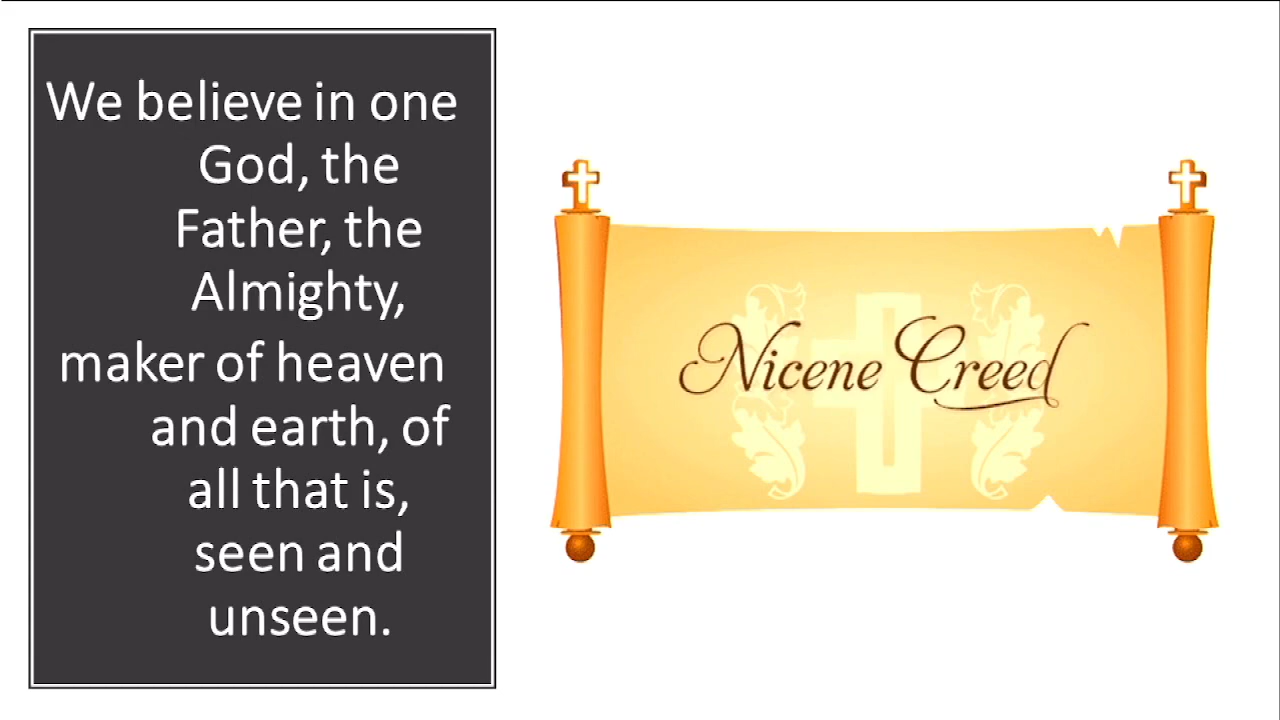 We believe in one
God, the
Father, the
Almighty,
maker of heaven
and earth, of
all that is,
seen and
unseen.
Nicene Creed